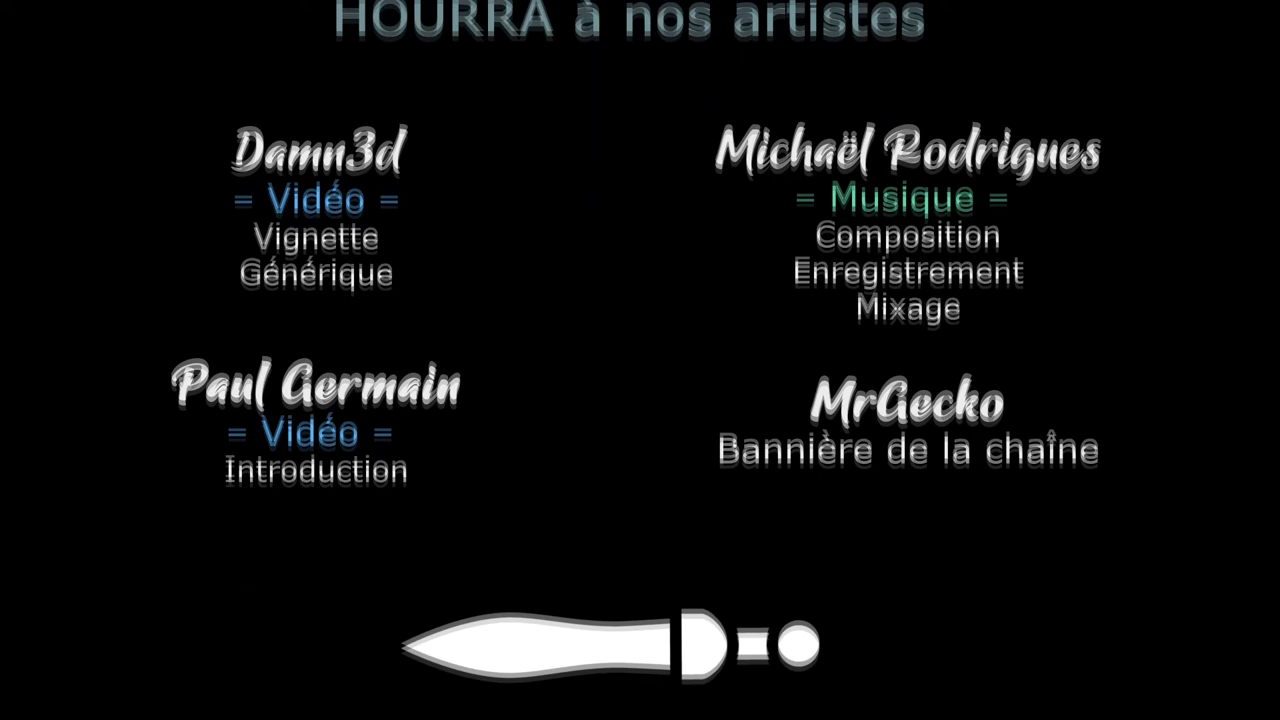 HOURRA à nos artistes
Damn3d
= Vidéo =
Vignette
Générique
Michaël Rodrigues
= Musique =
Composition
Enregistrement
Mixage
Paul Germain
= Vidéo =
Introduction
MrGecko
Bannière de la chaîne